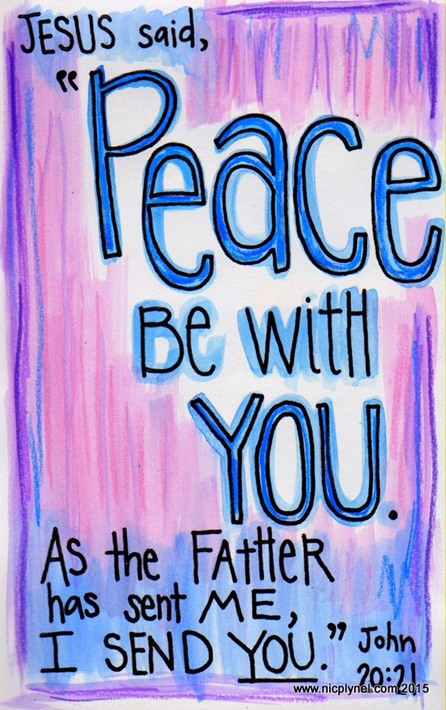 JESUS said,
"Peace
Be with
YOU.
As the FAtHeR
has sent ME,
I SEND YOU." John
20:21
www.nicplynel.com 2015